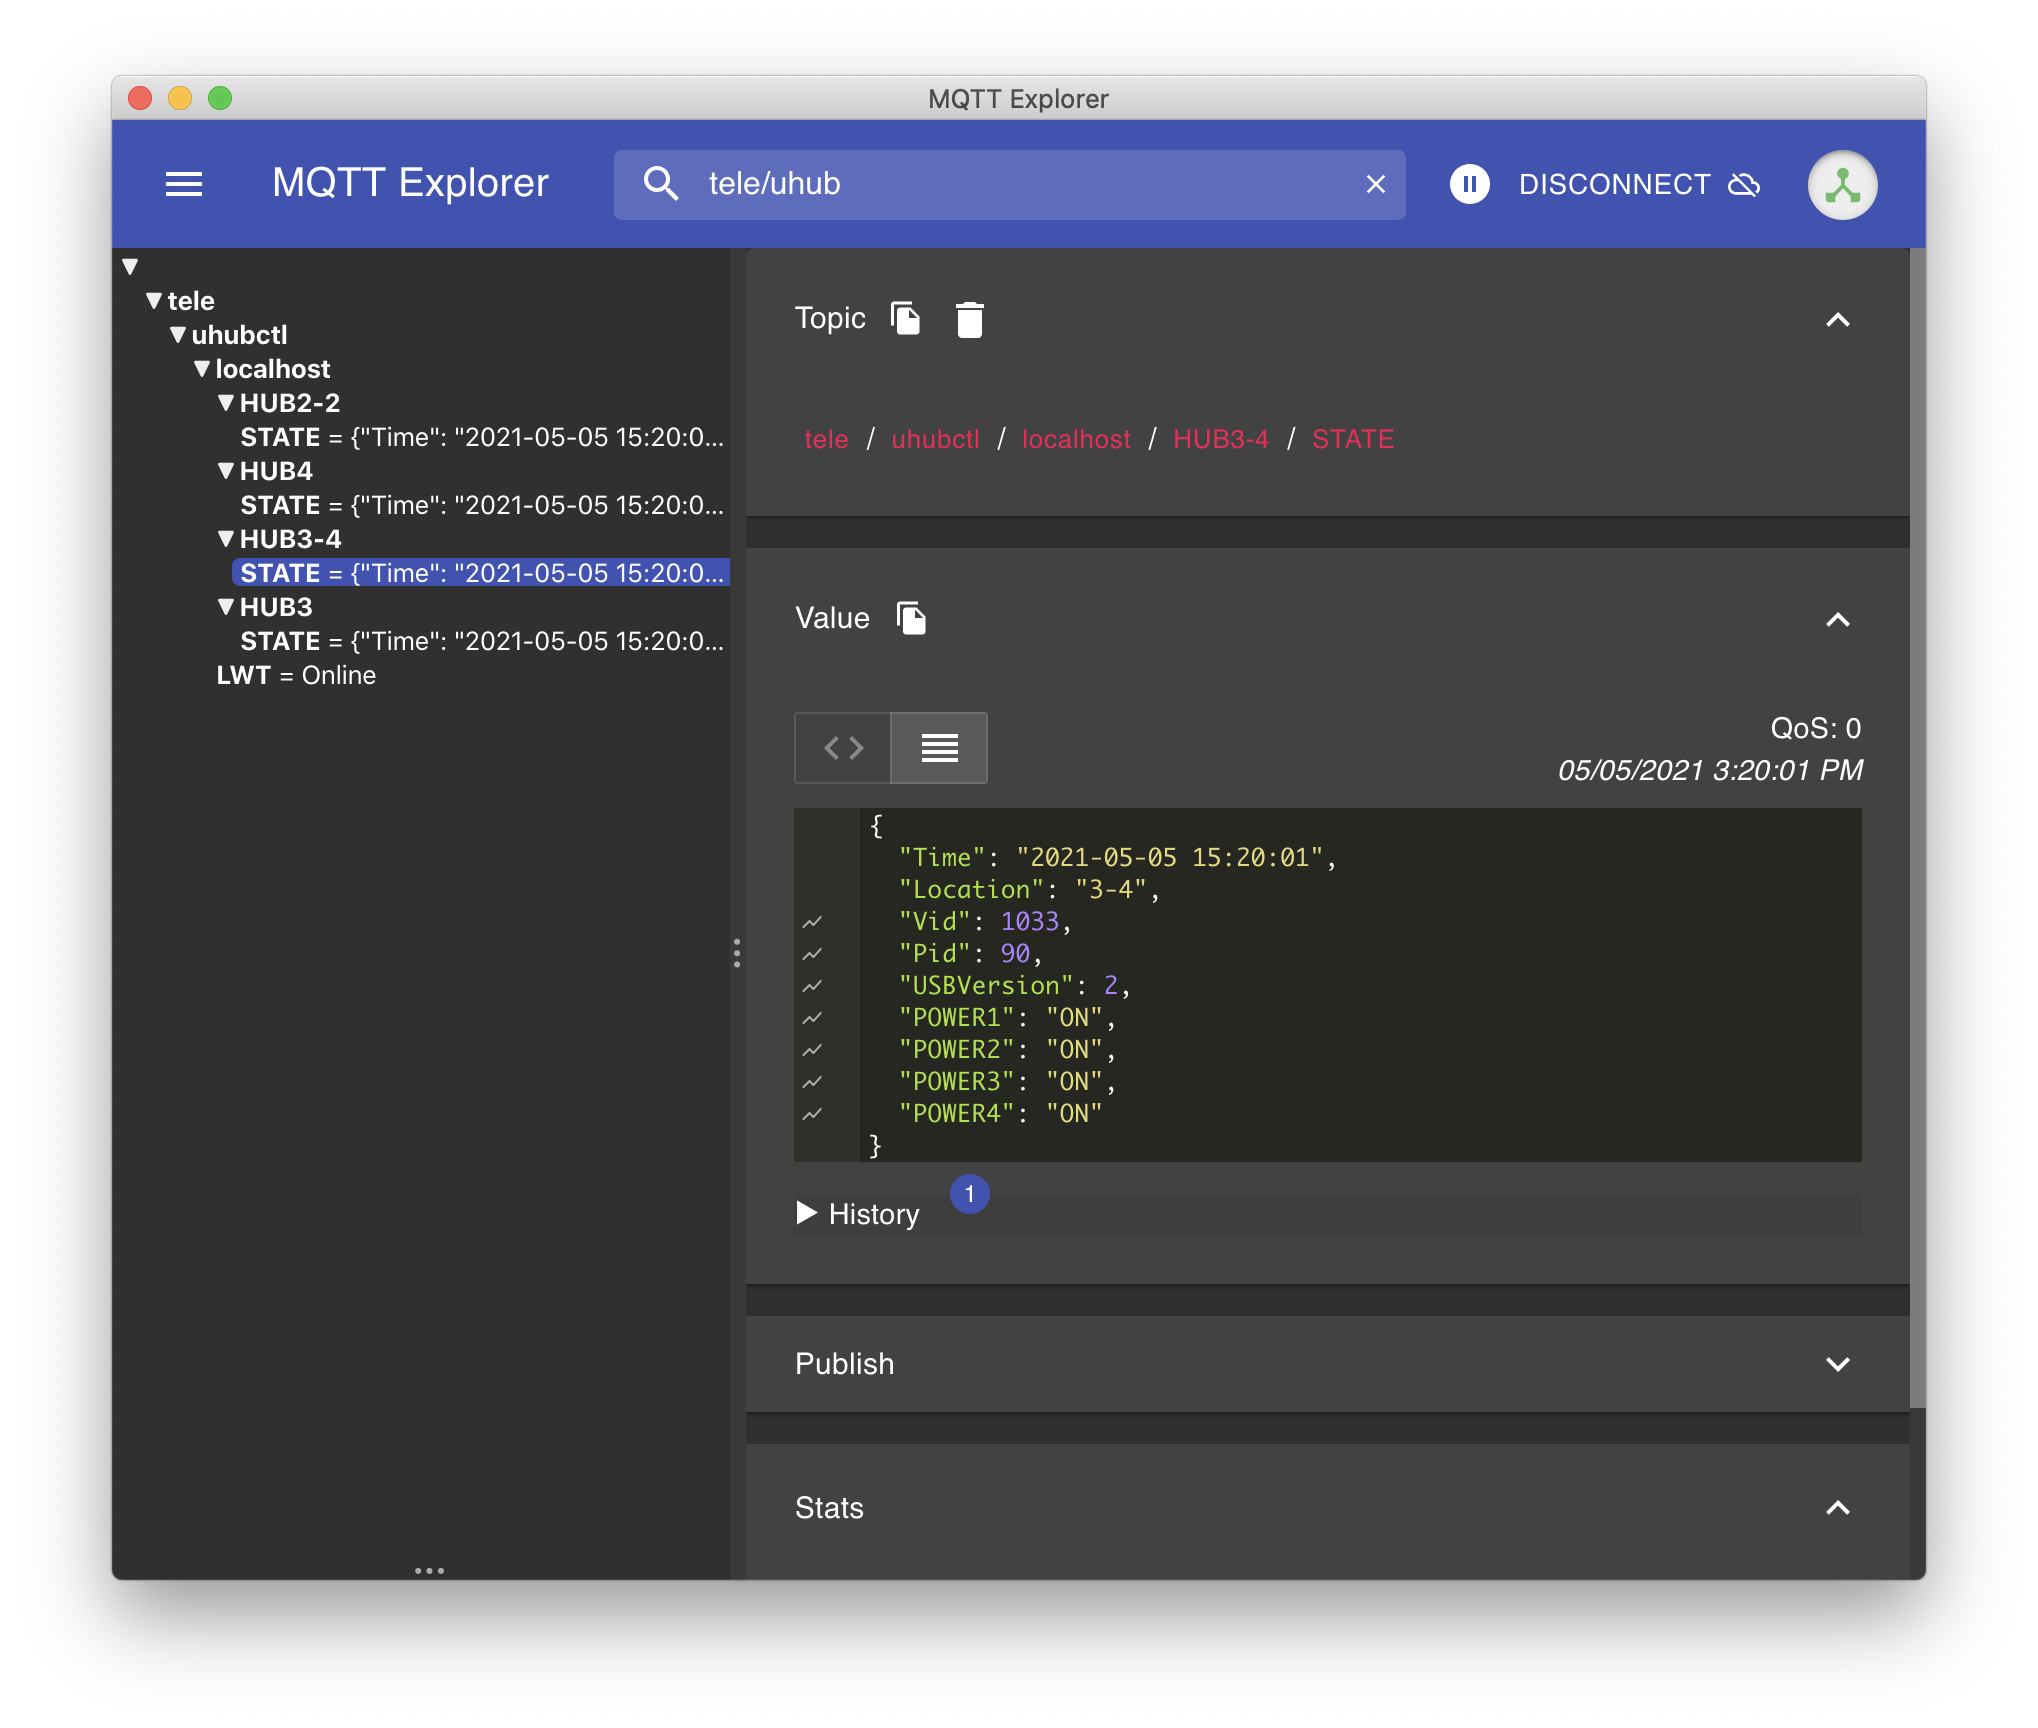 MQTT Explorer
MQTT Explorer
tele/uhub
DISCONNECT
tele
uhubctl
localhost
HUB2-2
STATE = {"Time": "2021-05-05 15:20:0...
HUB4
STATE = {"Time": "2021-05-05 15:20:0...
HUB3-4
STATE = {"Time": "2021-05-05 15:20:0...
HUB3
STATE = {"Time": "2021-05-05 15:20:0...
LWT = Online
Topic
tele / uhubctl / localhost / HUB3-4 / STATE
Value
QoS: 0
05/05/2021 3:20:01 PM
{
"Time": "2021-05-05 15:20:01",
"Location": "3-4",
"Vid": 1033,
"Pid": 90,
"USBVersion": 2,
"POWER1": "ON",
"POWER2": "ON",
"POWER3": "ON",
"POWER4": "ON"
}
History 1
Publish
Stats